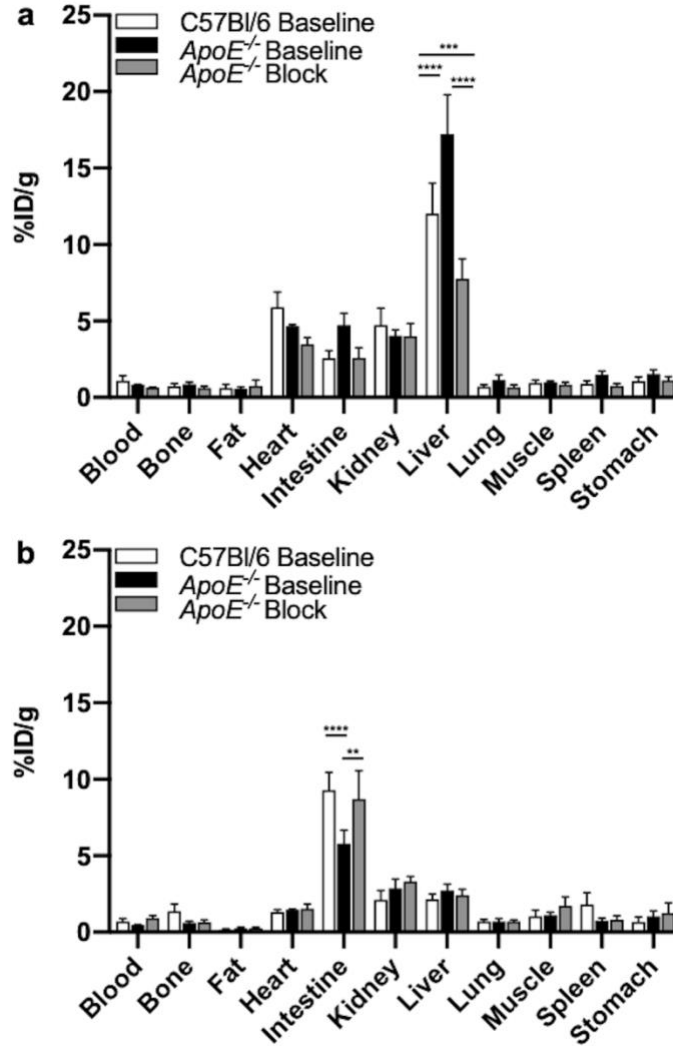 a
25
C57Bl/6 Baseline
ApoE-/- Baseline
ApoE-/- Block
***
****
****
20
15
%ID/g
10
5
0
Blood
Bone
Fat
Heart
Intestine
Kidney
Liver
Lung
Muscle
Spleen
Stomach
b
25
C57Bl/6 Baseline
ApoE-/- Baseline
ApoE-/- Block
20
15
%ID/g
****
**
10
5
0
Blood
Bone
Fat
Heart
Intestine
Kidney
Liver
Lung
Muscle
Spleen
Stomach